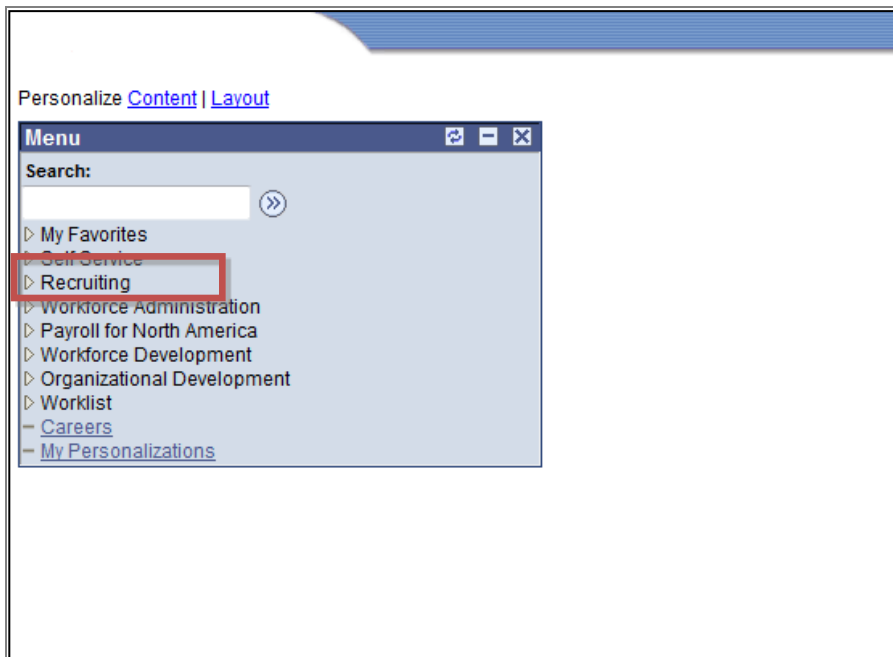 Personalize Content | Layout
Menu
Search:
My Favorites
Self Service
Recruiting
Workforce Administration
Payroll for North America
Workforce Development
Organizational Development
Worklist
Careers
My Personalizations